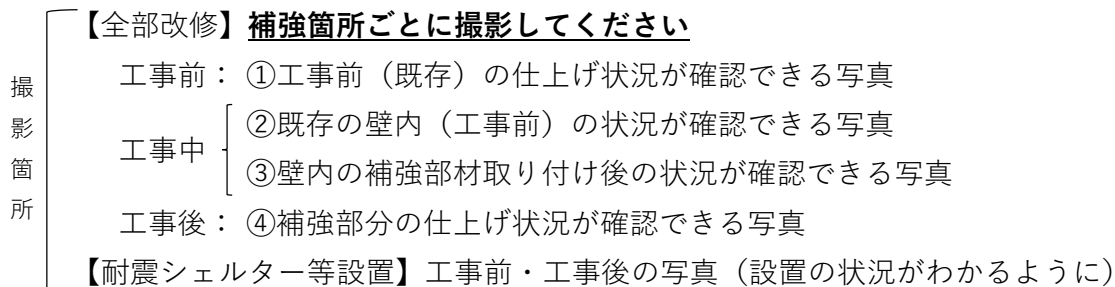 撮影箇所
【全部改修】補強箇所ごとに撮影してください
工事前： ①工事前（既存）の仕上げ状況が確認できる写真
工事中
②既存の壁内（工事前）の状況が確認できる写真
③壁内の補強部材取り付け後の状況が確認できる写真
工事後： ④補強部分の仕上げ状況が確認できる写真
【耐震シェルター等設置】工事前・工事後の写真（設置の状況がわかるように）